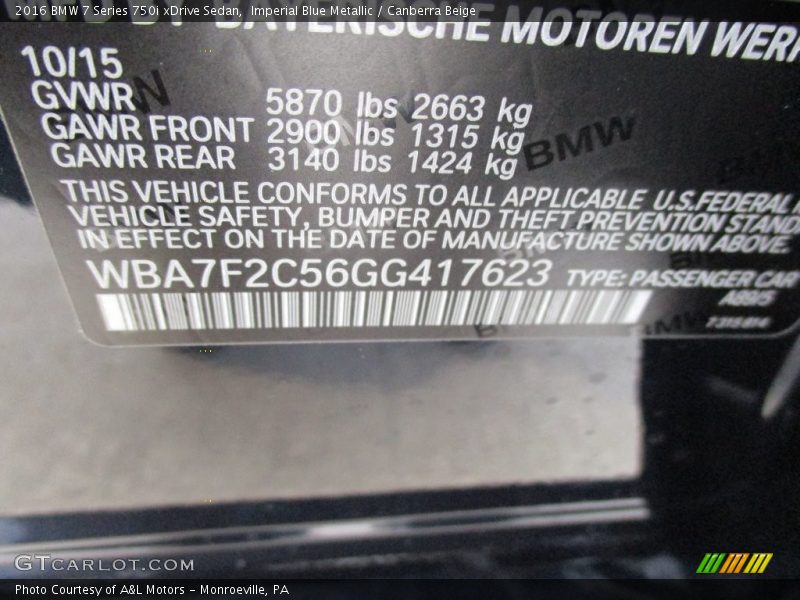 2016 BMW 7 Series 750i xDrive Sedan,  Imperial Blue Metallic / Canberra Beige
BAYERISCHE MOTOREN WERK
10/15
GVWR 5870 lbs 2663 kg
GAWR FRONT 2900 lbs 1315 kg
GAWR REAR 3140 lbs 1424 kg
BMW
THIS VEHICLE CONFORMS TO ALL APPLICABLE U.S.FEDERAL
VEHICLE SAFETY, BUMPER AND THEFT PREVENTION STAND
IN EFFECT ON THE DATE OF MANUFACTURE SHOWN ABOVE.
WBA7F2C56GG417623 TYPE: PASSENGER CAR
A89/5
GTCARLOT.COM
Photo Courtesy of A&L Motors – Monroeville, PA